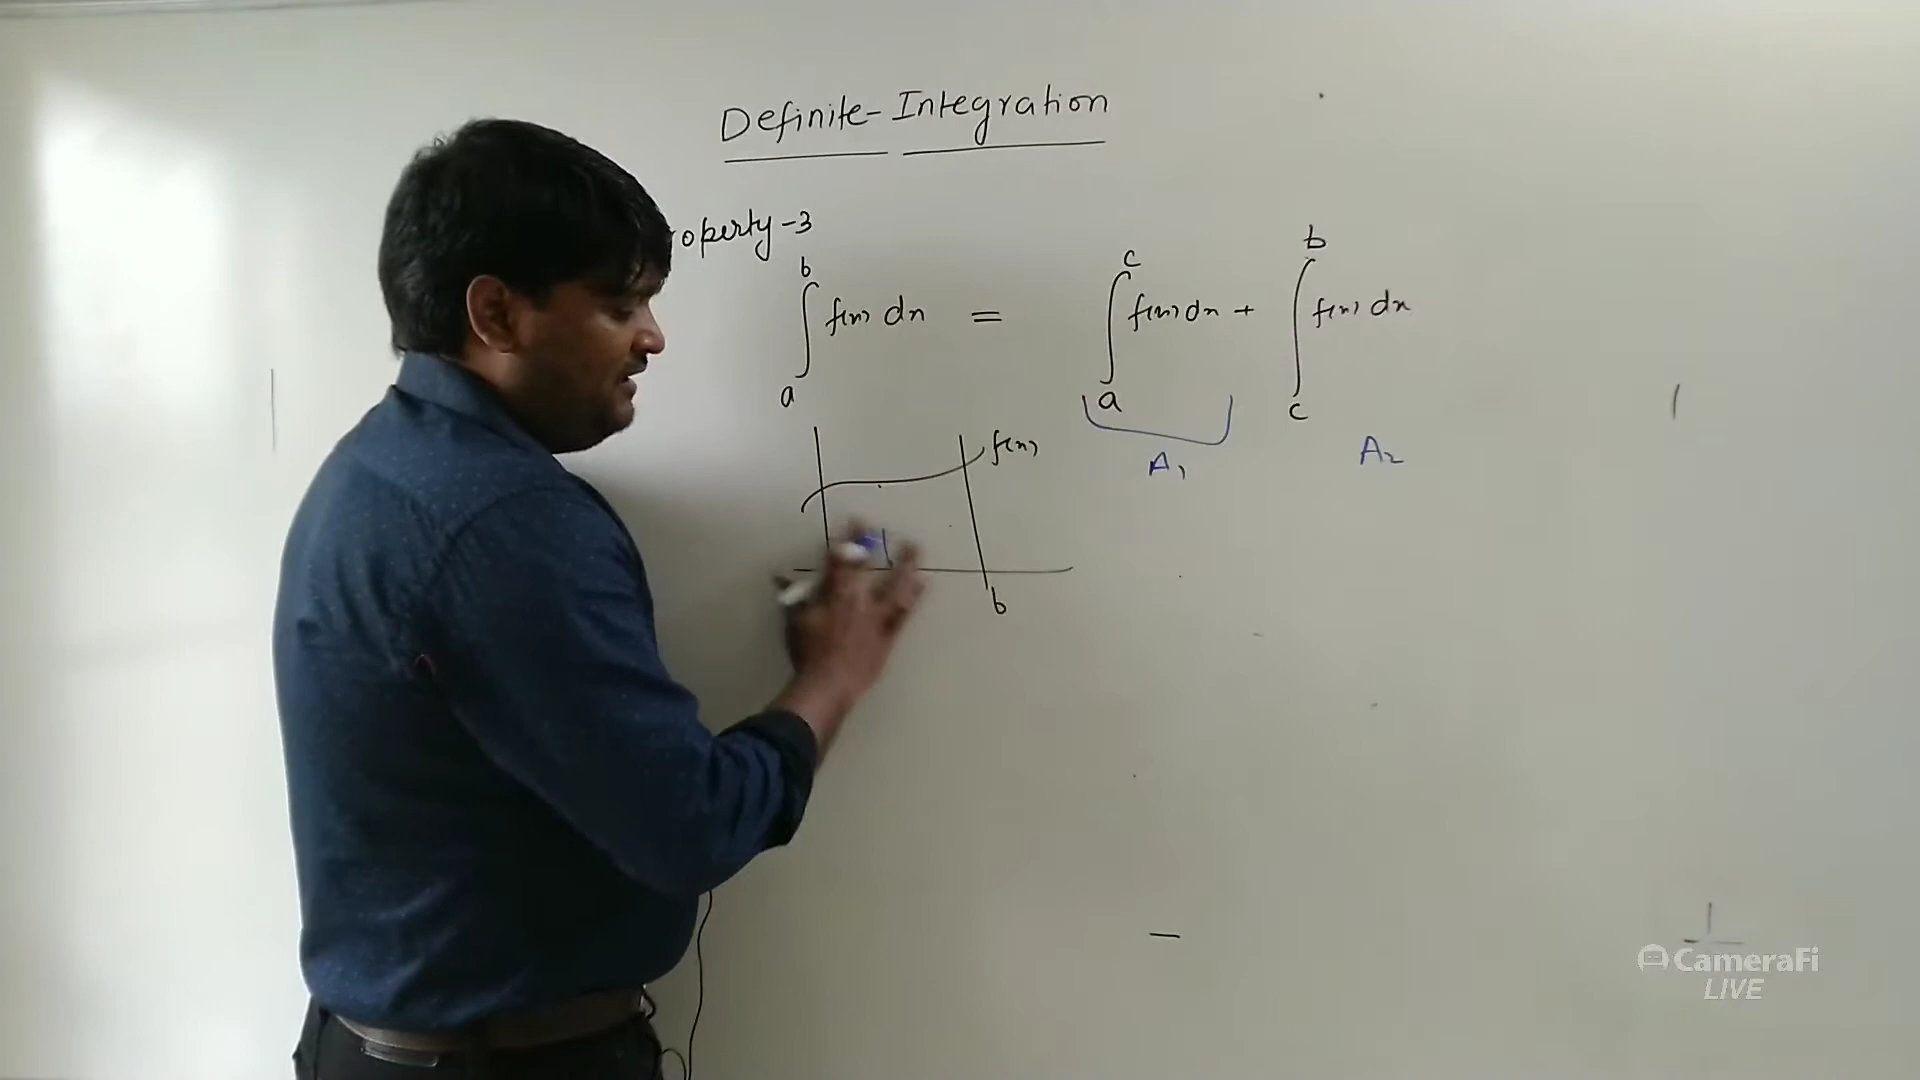 Definite-Integration
operty-3
b
∫ f(x) dx = ∫ f(x) dx + ∫ f(x) dx
a
c
a
b
c
A1
A2
f(x)
b
CameraFi
LIVE